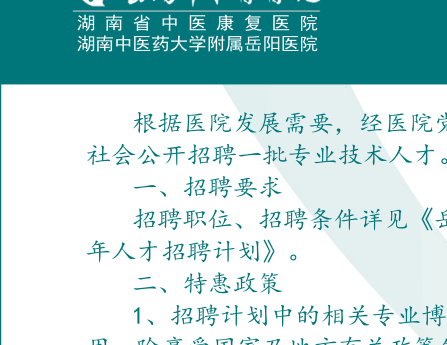 湖南省中医康复医院
湖南中医药大学附属岳阳医院
根据医院发展需要，经医院党
社会公开招聘一批专业技术人才。
一、招聘要求
招聘职位、招聘条件详见《岳
年人才招聘计划》。
二、特惠政策
1、招聘计划中的相关专业博